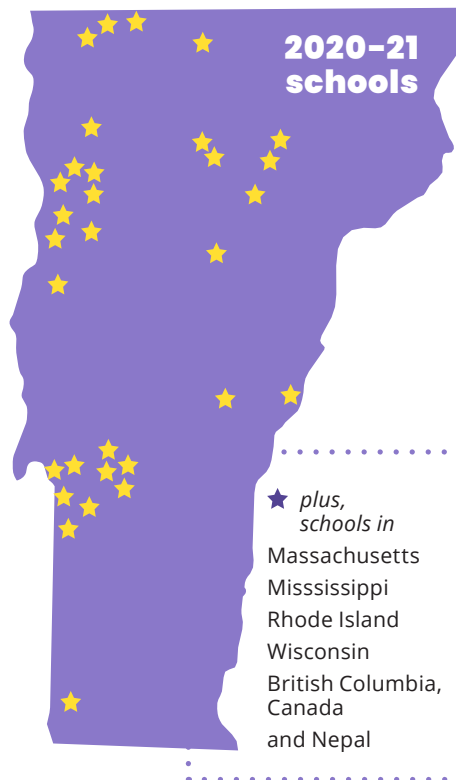 2020-21
schools
plus,
schools in
Massachusetts
Misssissippi
Rhode Island
Wisconsin
British Columbia,
Canada
and Nepal